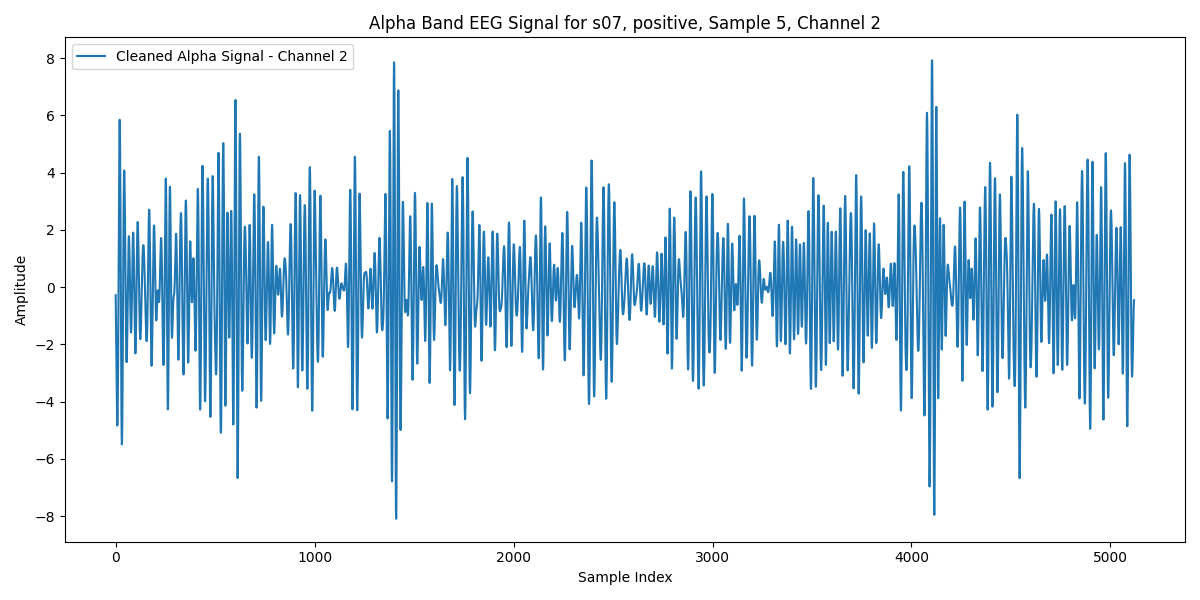 Alpha Band EEG Signal for s07, positive, Sample 5, Channel 2
Cleaned Alpha Signal - Channel 2
8
6
4
2
0
−2
−4
−6
−8
Amplitude
0 1000 2000 3000 4000 5000
Sample Index